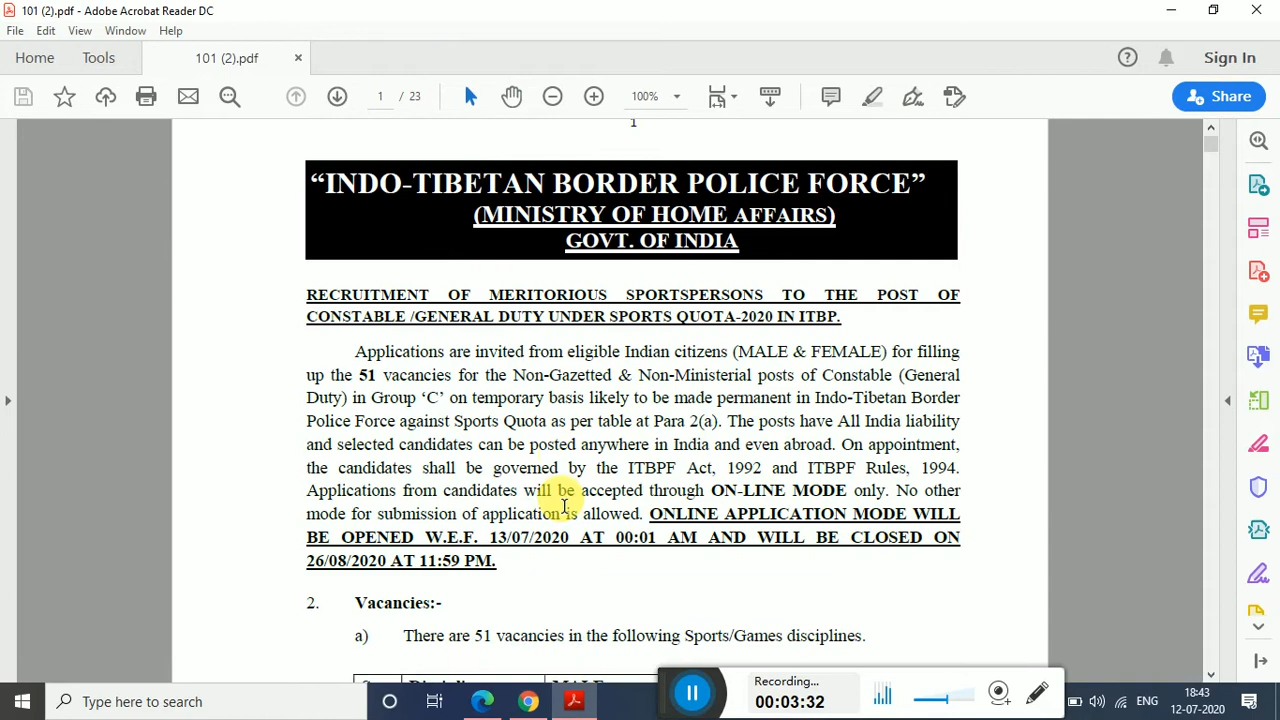 101 (2).pdf - Adobe Acrobat Reader DC
File Edit View Window Help
Home Tools 101 (2).pdf × Sign In
1 / 23 100% Share
1
“INDO-TIBETAN BORDER POLICE FORCE”
(MINISTRY OF HOME AFFAIRS)
GOVT. OF INDIA
RECRUITMENT OF MERITORIOUS SPORTSPERSONS TO THE POST OF
CONSTABLE /GENERAL DUTY UNDER SPORTS QUOTA-2020 IN ITBP.
Applications are invited from eligible Indian citizens (MALE & FEMALE) for filling
up the 51 vacancies for the Non-Gazetted & Non-Ministerial posts of Constable (General
Duty) in Group ‘C’ on temporary basis likely to be made permanent in Indo-Tibetan Border
Police Force against Sports Quota as per table at Para 2(a). The posts have All India liability
and selected candidates can be posted anywhere in India and even abroad. On appointment,
the candidates shall be governed by the ITBPF Act, 1992 and ITBPF Rules, 1994.
Applications from candidates will be accepted through ON-LINE MODE only. No other
mode for submission of application is allowed. ONLINE APPLICATION MODE WILL
BE OPENED W.E.F. 13/07/2020 AT 00:01 AM AND WILL BE CLOSED ON
26/08/2020 AT 11:59 PM.
2. Vacancies:-
a) There are 51 vacancies in the following Sports/Games disciplines.
Recording...
00:03:32
Type here to search
ENG
18:43
12-07-2020